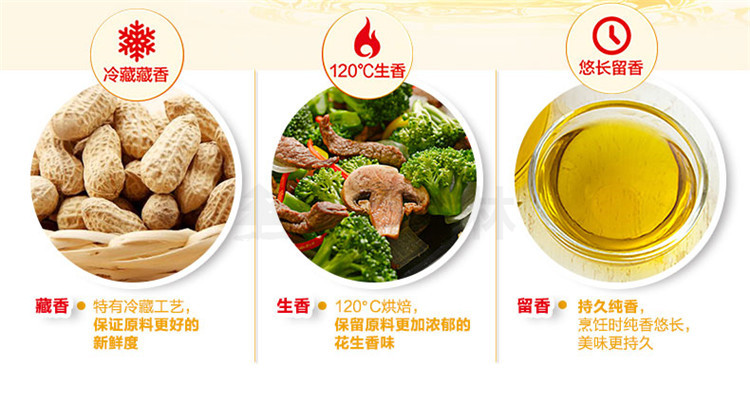 冷藏藏香
120℃生香
悠长留香
藏香
特有冷藏工艺，
保证原料更好的
新鲜度
生香
120°C烘焙，
保留原料更加浓郁的
花生香味
留香
持久纯香，
烹饪时纯香悠长，
美味更持久